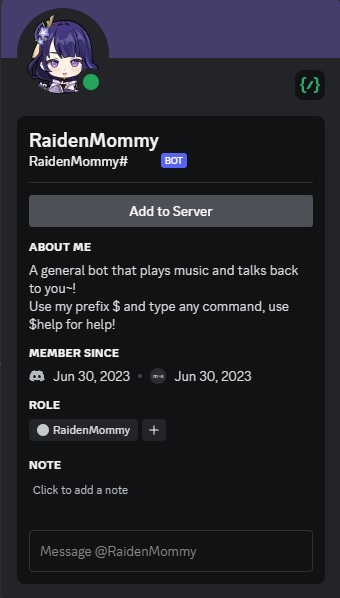 RaidenMommy
RaidenMommy# BOT
Add to Server
ABOUT ME
A general bot that plays music and talks back
to you~!
Use my prefix $ and type any command, use
$help for help!
MEMBER SINCE
Jun 30, 2023 • Jun 30, 2023
ROLE
RaidenMommy +
NOTE
Click to add a note
Message @RaidenMommy